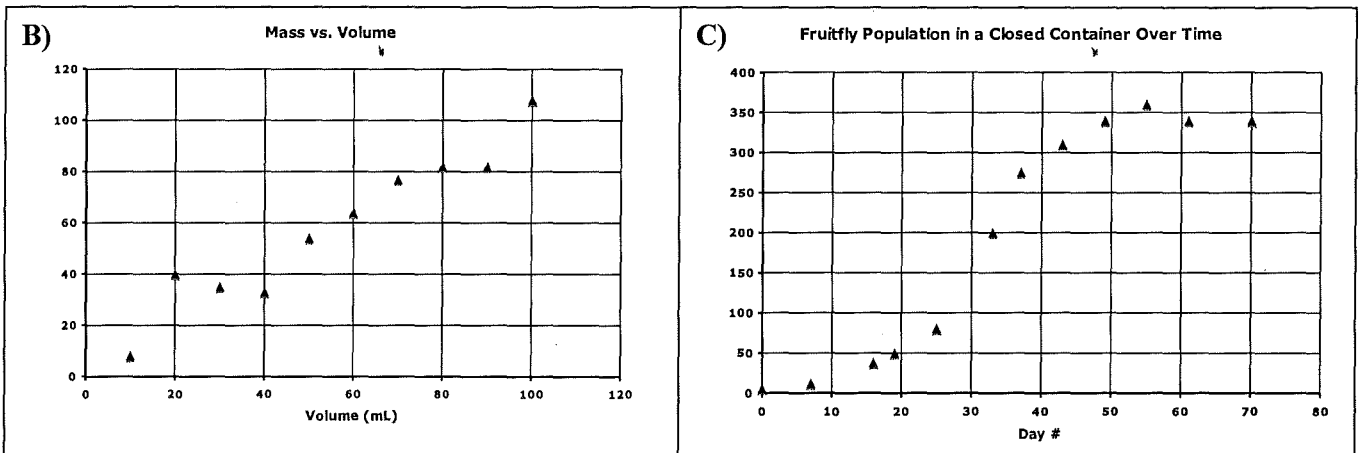 B)
Mass vs. Volume
120
100
80
60
40
20
0
0 20 40 60 80 100 120
Volume (mL)
C)
Fruitfly Population in a Closed Container Over Time
400
350
300
250
200
150
100
50
0
0 10 20 30 40 50 60 70 80
Day #